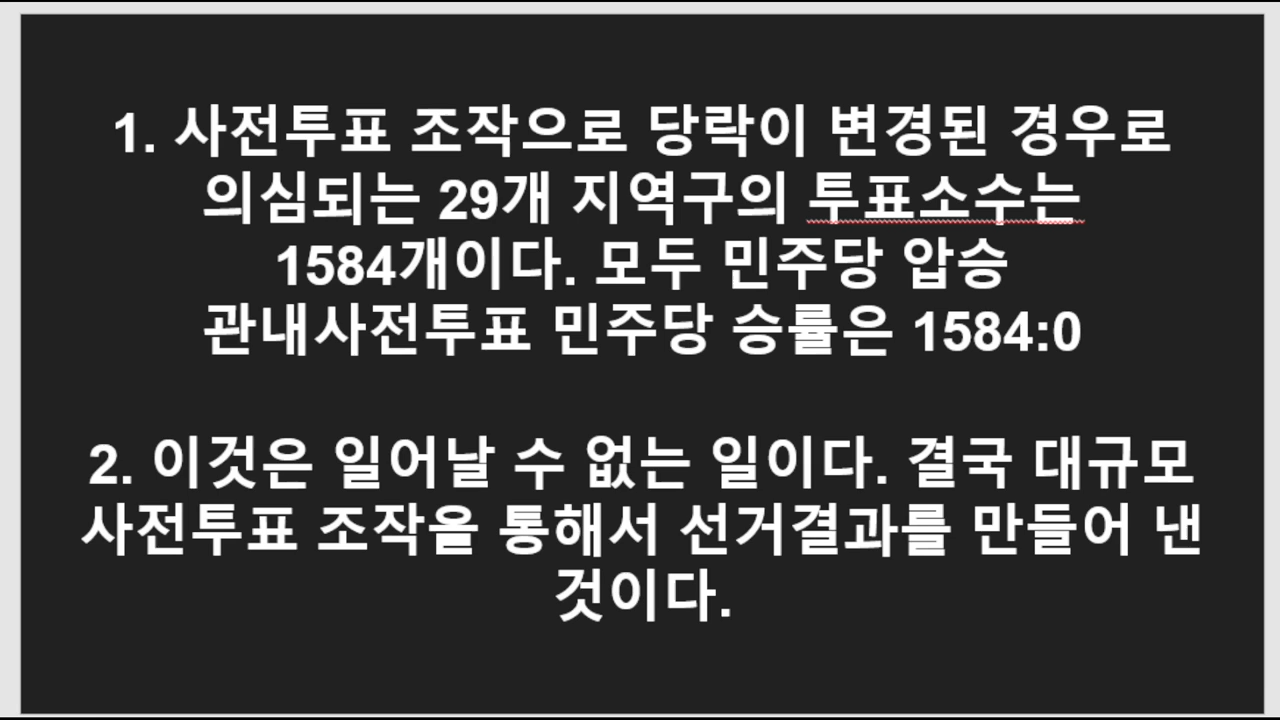 1. 사전투표 조작으로 당락이 변경된 경우로
의심되는 29개 지역구의 투표소수는
1584개이다. 모두 민주당 압승
관내사전투표 민주당 승률은 1584:0
2. 이것은 일어날 수 없는 일이다. 결국 대규모
사전투표 조작을 통해서 선거결과를 만들어 낸
것이다.